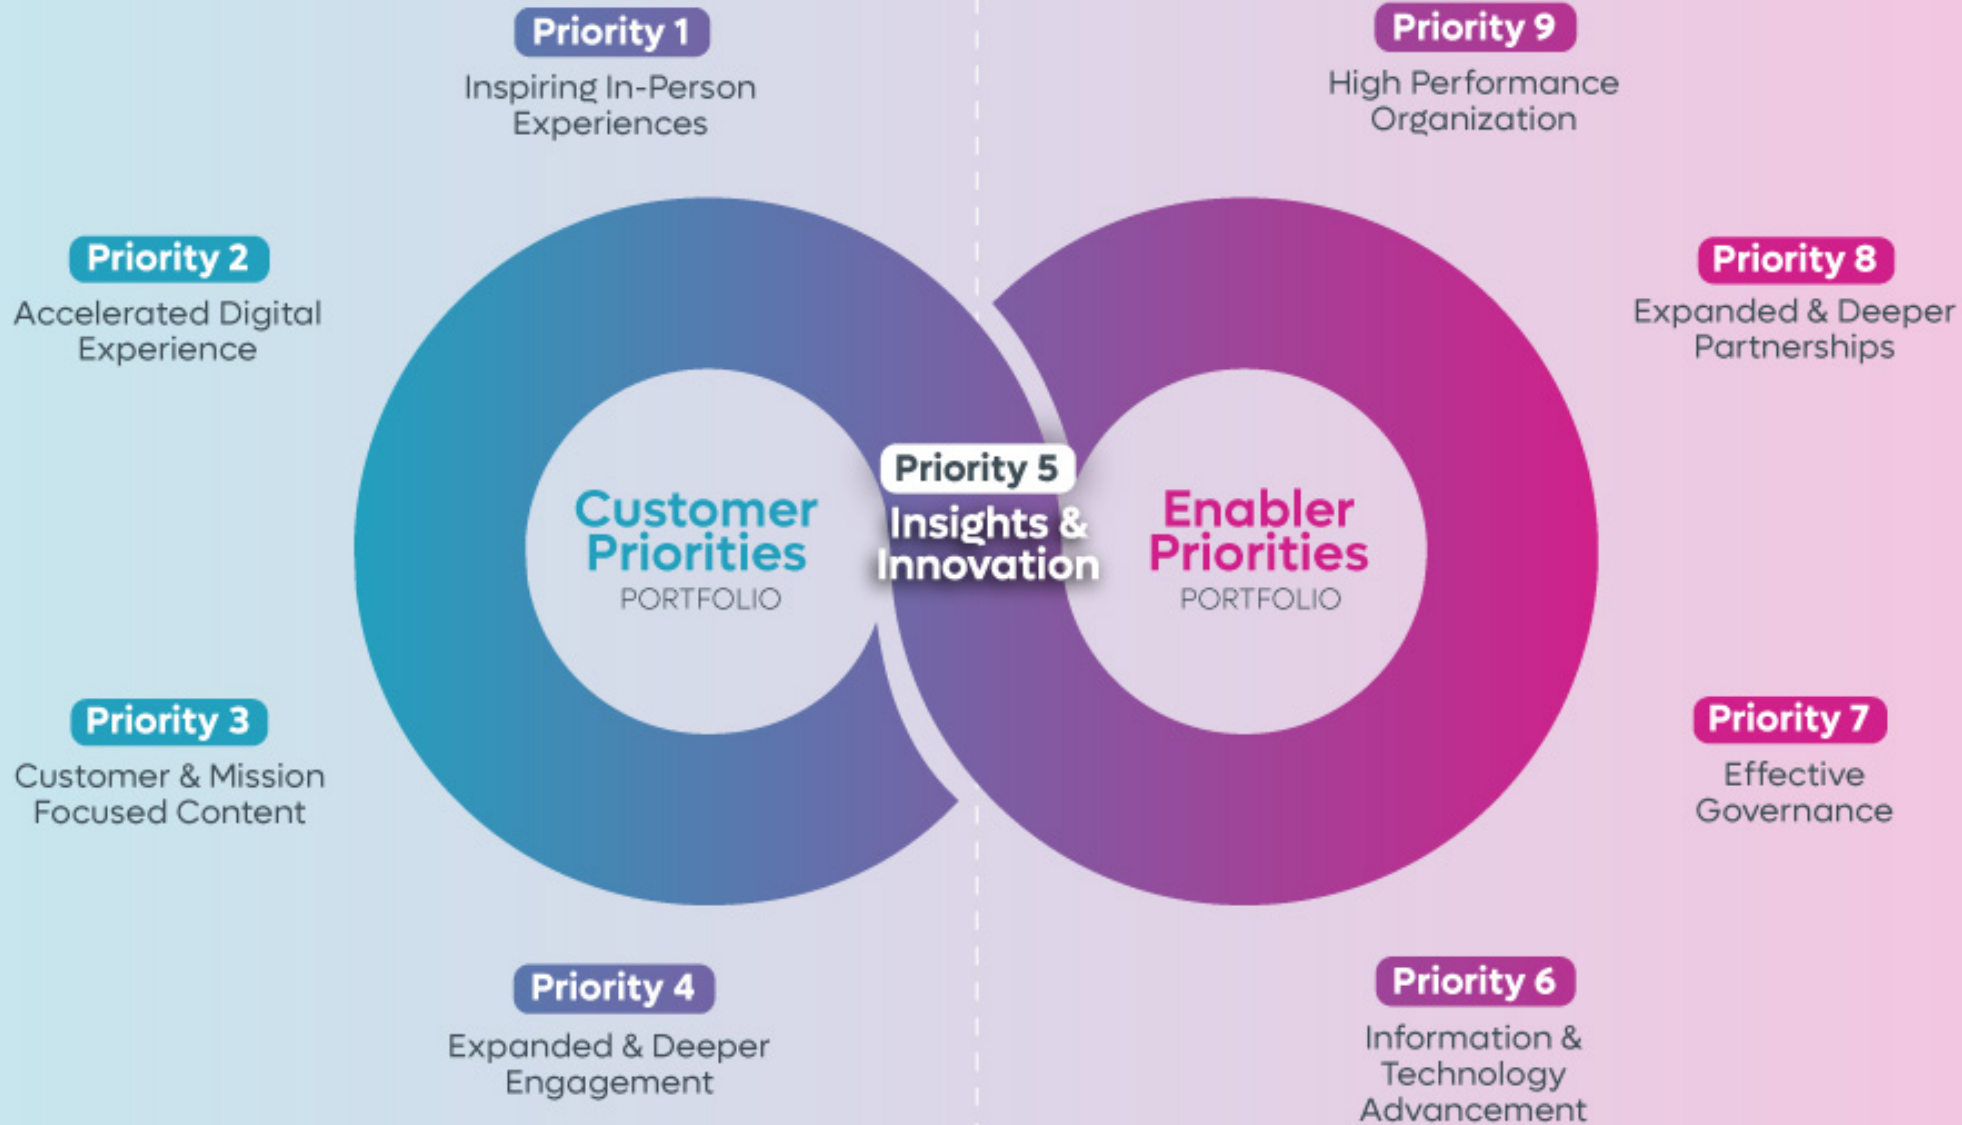 Priority 1
Inspiring In-Person
Experiences
Priority 9
High Performance
Organization
Priority 2
Accelerated Digital
Experience
Priority 8
Expanded & Deeper
Partnerships
Customer
Priorities
PORTFOLIO
Priority 5
Insights &
Innovation
Enabler
Priorities
PORTFOLIO
Priority 3
Customer & Mission
Focused Content
Priority 7
Effective
Governance
Priority 4
Expanded & Deeper
Engagement
Priority 6
Information &
Technology
Advancement